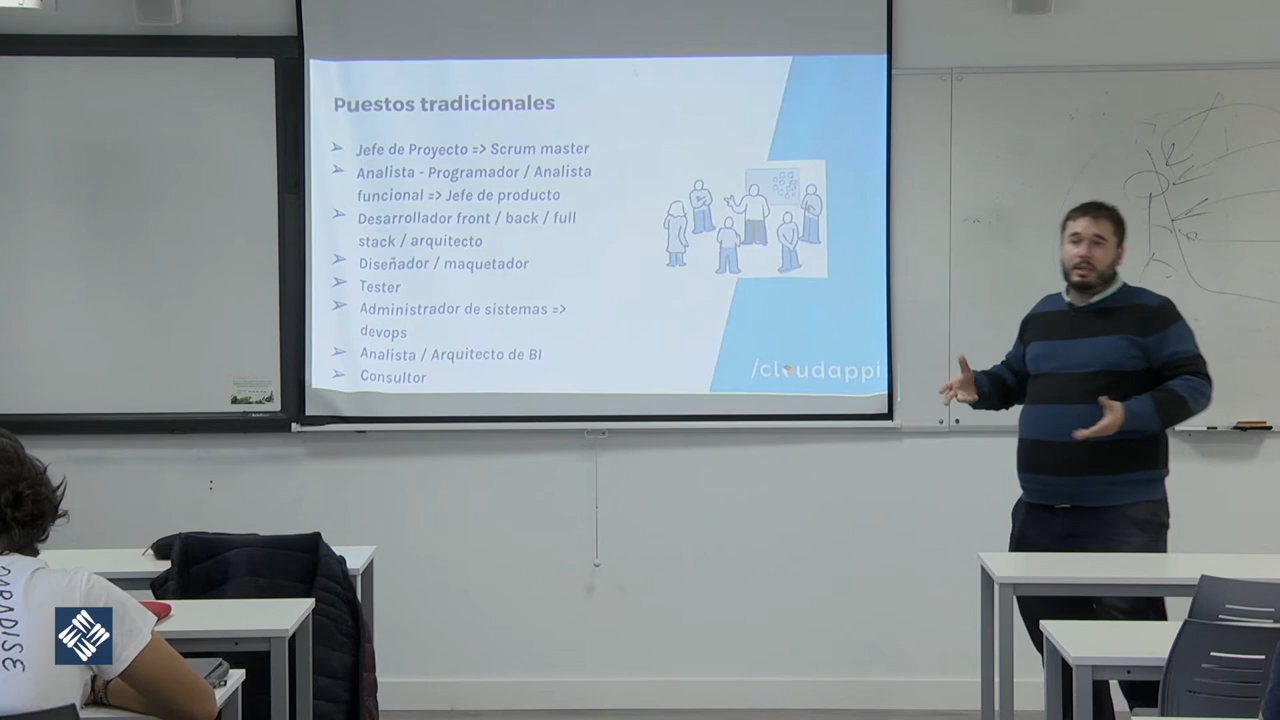 Puestos tradicionales
Jefe de Proyecto => Scrum master
Analista - Programador / Analista
funcional => Jefe de producto
Desarrollador front / back / full
stack / arquitecto
Diseñador / maquetador
Tester
Administrador de sistemas =>
devops
Analista / Arquitecto de BI
Consultor
/cloudappi
PARADISE